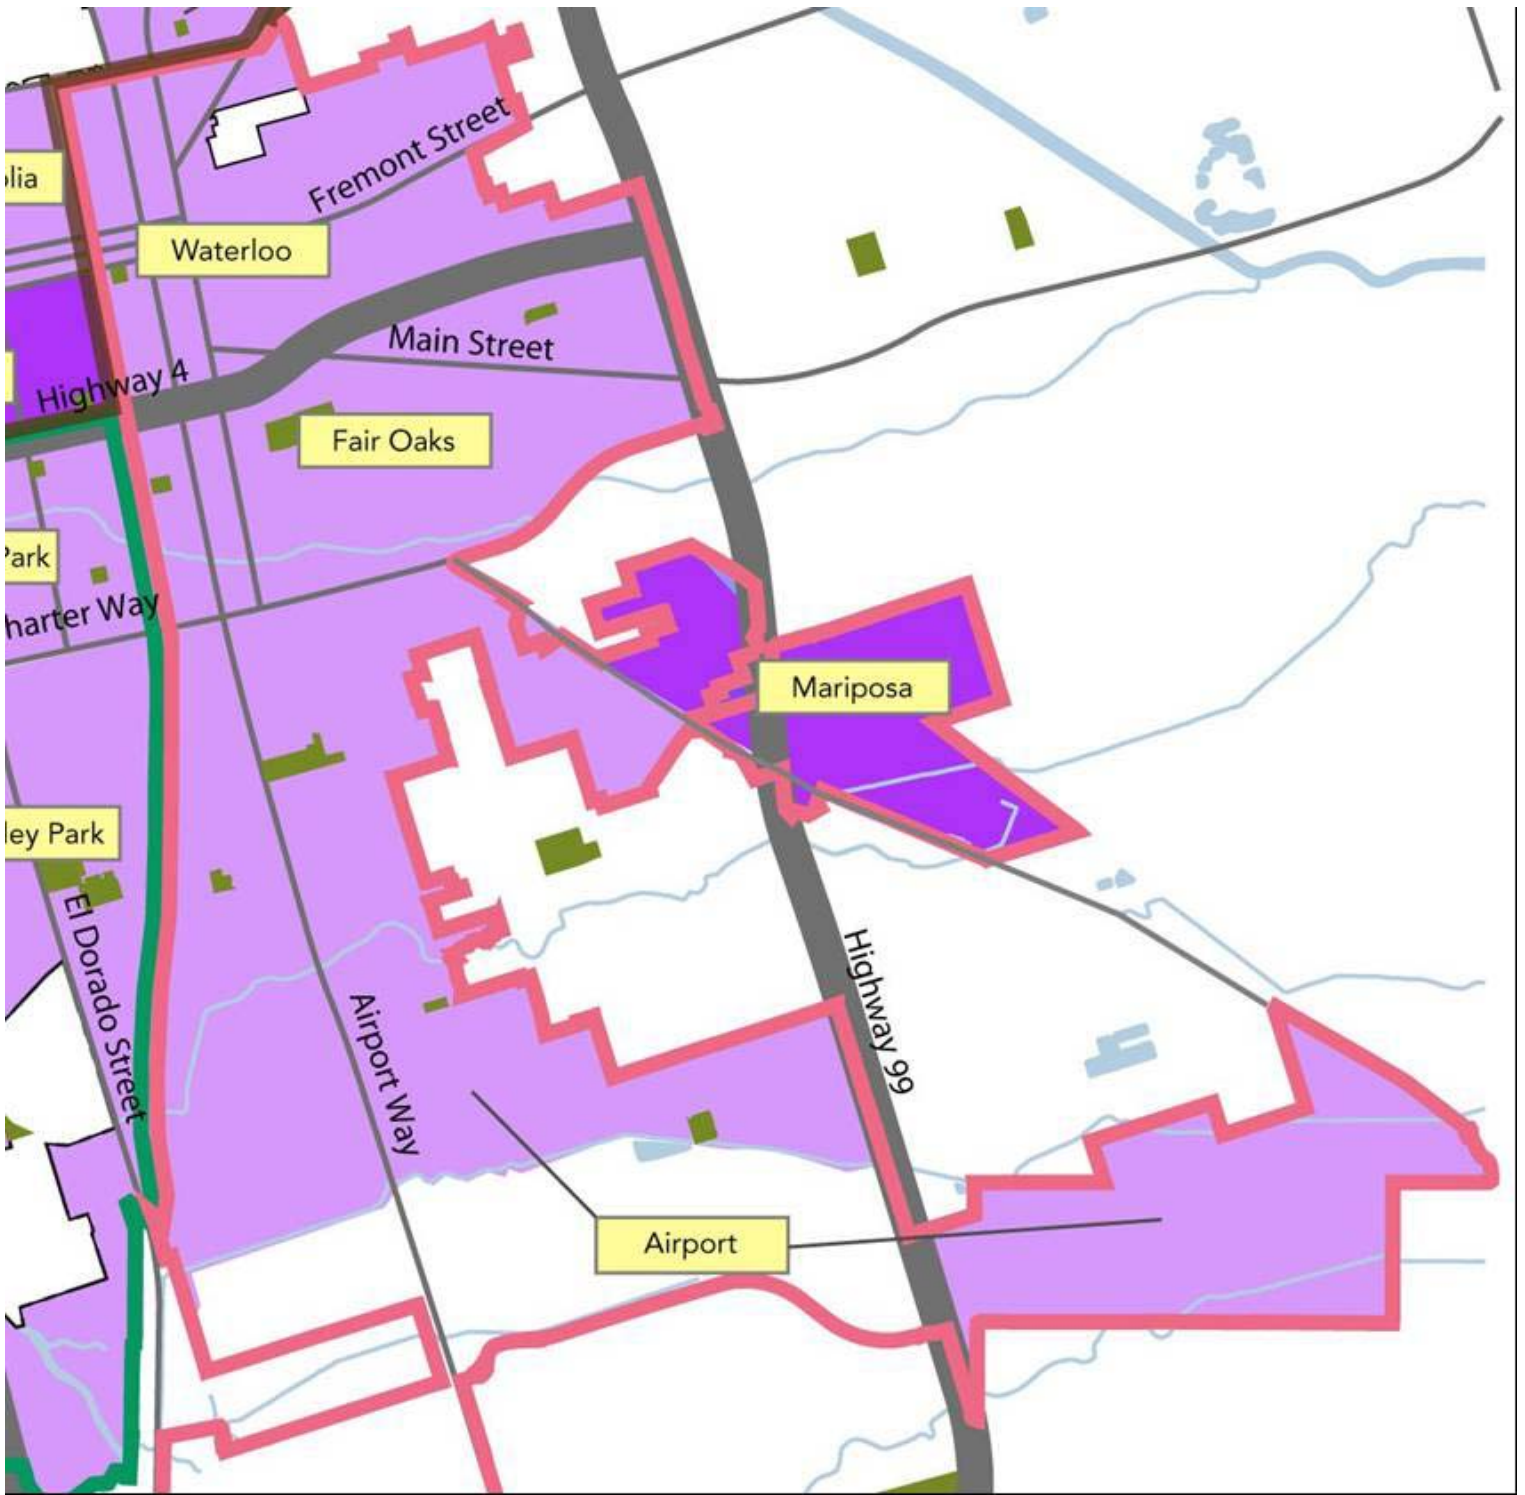 Fremont Street
lia
Waterloo
Main Street
Highway 4
Fair Oaks
Park
harter Way
Mariposa
ley Park
El Dorado Street
Highway 99
Airport Way
Airport